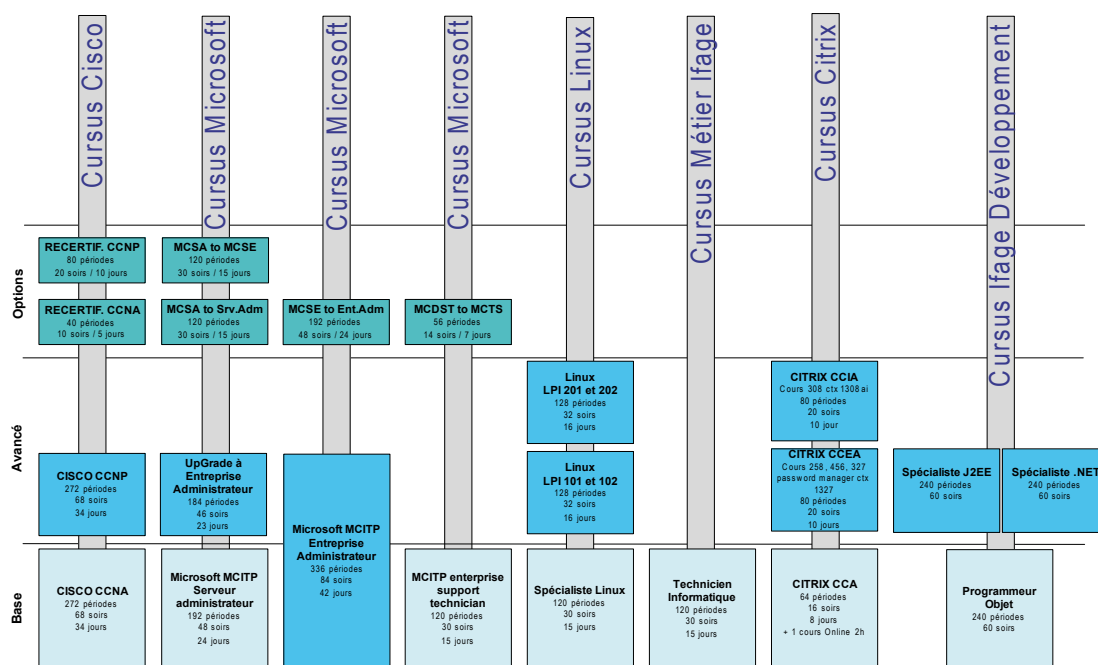 Cursus Cisco
Cursus Microsoft
Cursus Microsoft
Cursus Microsoft
Cursus Linux
Cursus Métier Ifage
Cursus Citrix
Cursus Ifage Développement
Options
RECERTIF. CCNP
80 périodes
20 soirs / 10 jours
MCSA to MCSE
120 périodes
30 soirs / 15 jours
RECERTIF. CCNA
40 périodes
10 soirs / 5 jours
MCSA to Srv.Adm
120 périodes
30 soirs / 15 jours
MCSE to Ent.Adm
192 périodes
48 soirs / 24 jours
MCDST to MCTS
56 périodes
14 soirs / 7 jours
Avancé
Linux
LPI 201 et 202
128 périodes
32 soirs
16 jours
CITRIX CCIA
Cours 308 ctx 1308 ai
80 périodes
20 soirs
10 jour
CISCO CCNP
272 périodes
68 soirs
34 jours
UpGrade à
Entreprise
Administrateur
184 périodes
46 soirs
23 jours
Microsoft MCITP
Entreprise
Administrateur
336 périodes
84 soirs
42 jours
Linux
LPI 101 et 102
128 périodes
32 soirs
16 jours
CITRIX CCEA
Cours 258, 456, 327
password manager ctx
1327
80 périodes
20 soirs
10 jours
Spécialiste J2EE
240 périodes
60 soirs
Spécialiste .NET
240 périodes
60 soirs
Base
CISCO CCNA
272 périodes
68 soirs
34 jours
Microsoft MCITP
Serveur
administrateur
192 périodes
48 soirs
24 jours
MCITP enterprise
support
technician
120 périodes
30 soirs
15 jours
Spécialiste Linux
120 périodes
30 soirs
15 jours
Technicien
Informatique
120 périodes
30 soirs
15 jours
CITRIX CCA
64 périodes
16 soirs
8 jours
+ 1 cours Online 2h
Programmeur
Objet
240 périodes
60 soirs